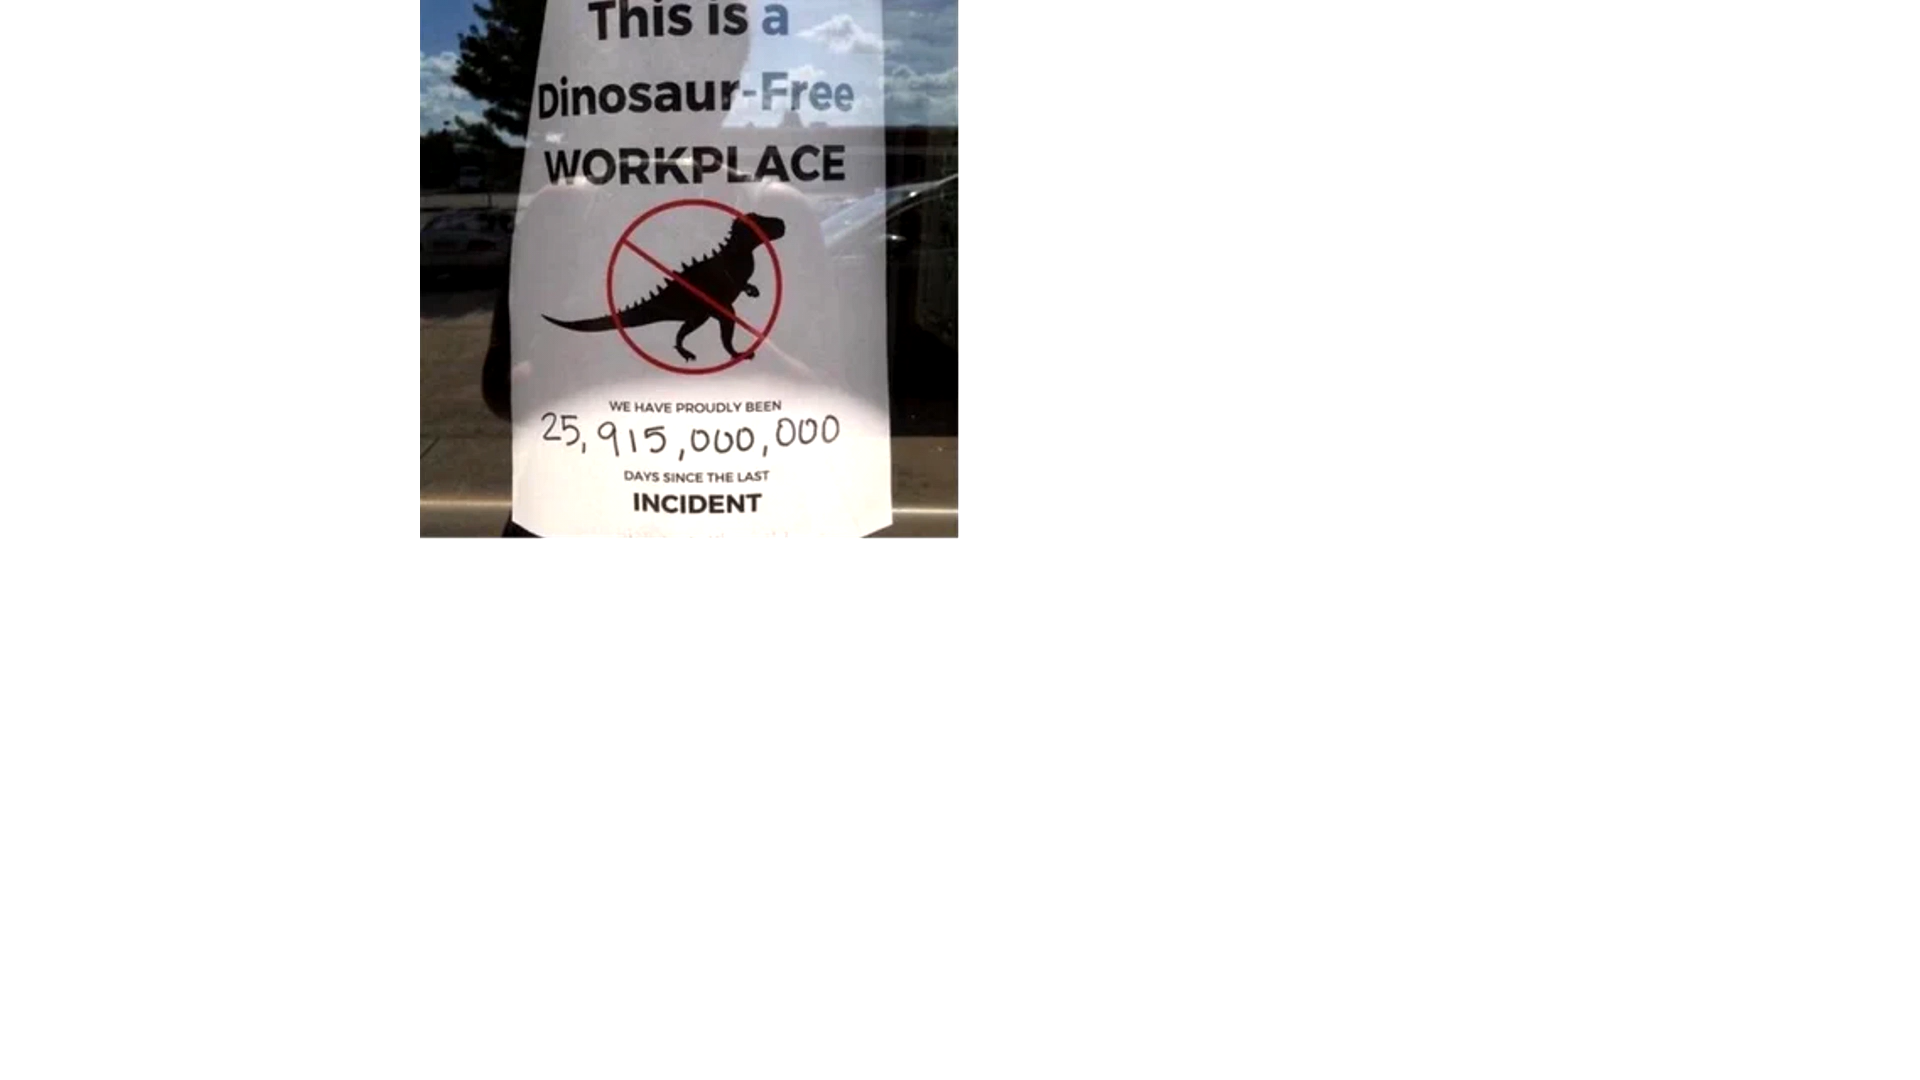 This is a
Dinosaur-Free
WORKPLACE
WE HAVE PROUDLY BEEN
25,915,000,000
DAYS SINCE THE LAST
INCIDENT